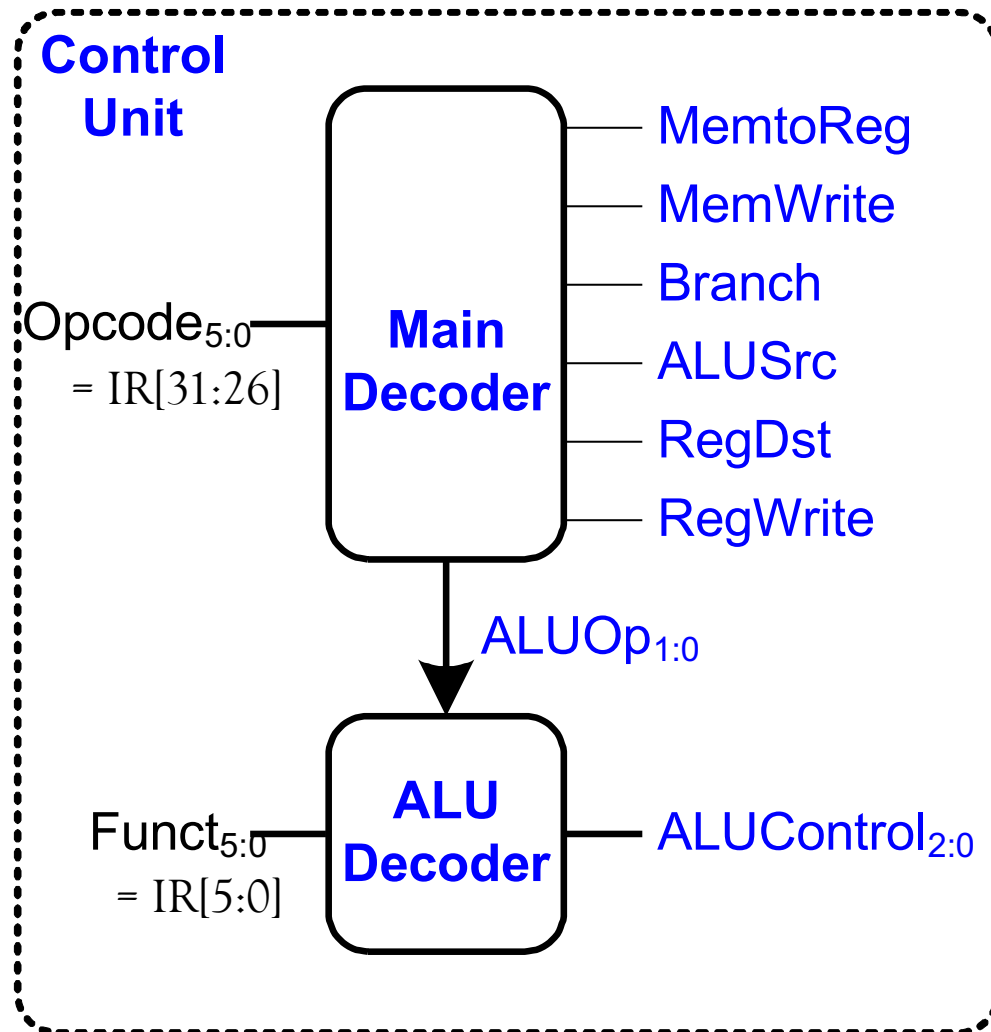 Control
Unit
MemtoReg
MemWrite
Branch
Opcode5:0
= IR[31:26]
Main
Decoder
ALUSrc
RegDst
RegWrite
ALUOp1:0
ALU
Decoder
Funct5:0
= IR[5:0]
ALUControl2:0